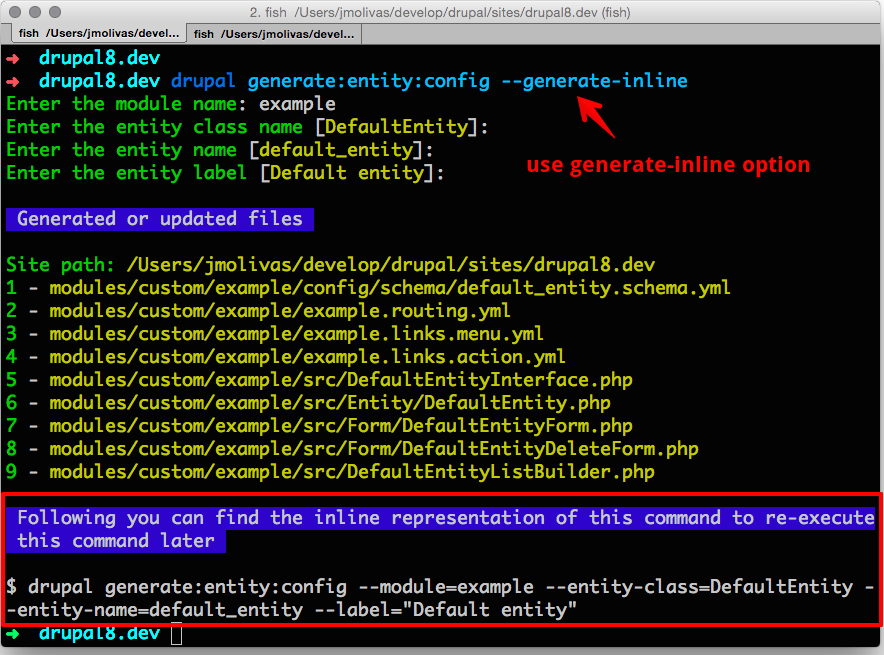 2. fish /Users/jmolivas/develop/drupal/sites/drupal8.dev (fish)
fish /Users/jmolivas/devel... fish /Users/jmolivas/devel...
➜ drupal8.dev
➜ drupal8.dev drupal generate:entity:config --generate-inline
Enter the module name: example
Enter the entity class name [DefaultEntity]:
Enter the entity name [default_entity]:
Enter the entity label [Default entity]:
use generate-inline option
Generated or updated files
Site path: /Users/jmolivas/develop/drupal/sites/drupal8.dev
1 - modules/custom/example/config/schema/default_entity.schema.yml
2 - modules/custom/example/example.routing.yml
3 - modules/custom/example/example.links.menu.yml
4 - modules/custom/example/example.links.action.yml
5 - modules/custom/example/src/DefaultEntityInterface.php
6 - modules/custom/example/src/Entity/DefaultEntity.php
7 - modules/custom/example/src/Form/DefaultEntityForm.php
8 - modules/custom/example/src/Form/DefaultEntityDeleteForm.php
9 - modules/custom/example/src/DefaultEntityListBuilder.php
Following you can find the inline representation of this command to re-execute
this command later
$ drupal generate:entity:config --module=example --entity-class=DefaultEntity -
-entity-name=default_entity --label="Default entity"
➜ drupal8.dev